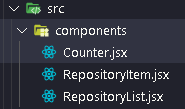 src
components
Counter.jsx
RepositoryItem.jsx
RepositoryList.jsx